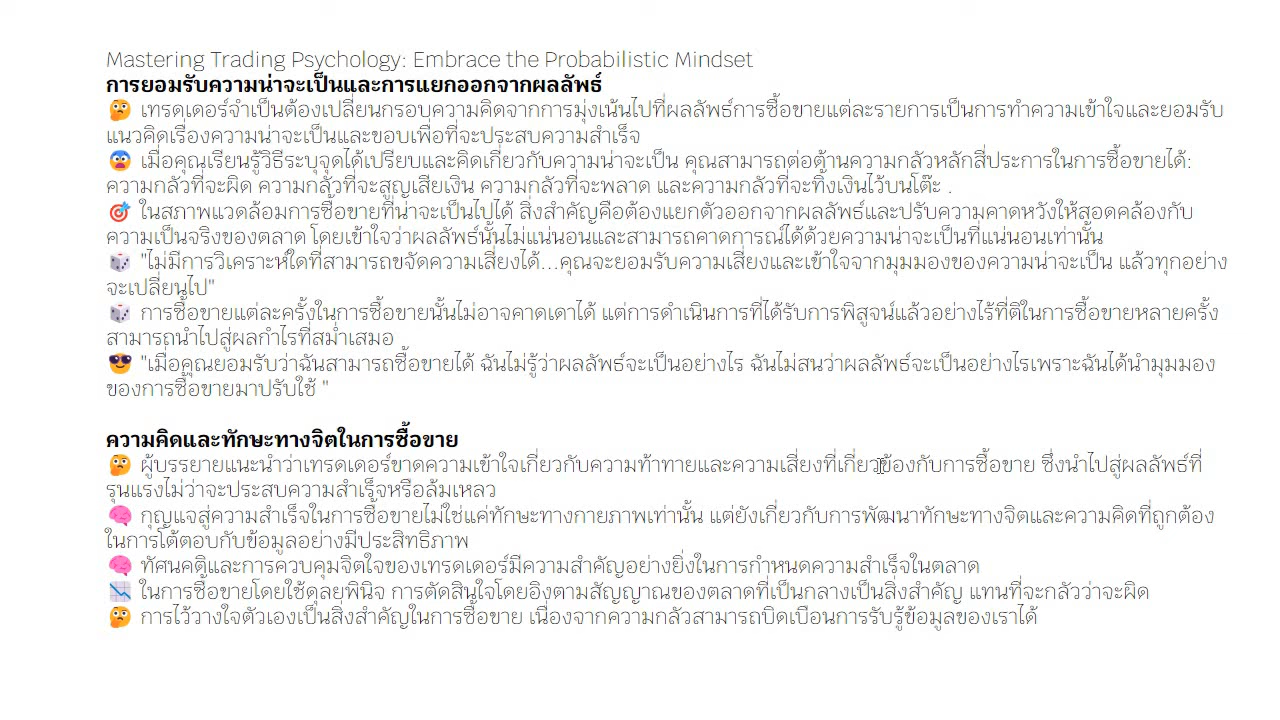 Mastering Trading Psychology: Embrace the Probabilistic Mindset
การยอมรับความน่าจะเป็นและการแยกออกจากผลลัพธ์
🤔 เทรดเดอร์จำเป็นต้องเปลี่ยนกรอบความคิดจากการมุ่งเน้นไปที่ผลลัพธ์การซื้อขายแต่ละรายการเป็นการทำความเข้าใจและยอมรับ
แนวคิดเรื่องความน่าจะเป็นและขอบเพื่อที่จะประสบความสำเร็จ
😨 เมื่อคุณเรียนรู้วิธีระบุจุดได้เปรียบและคิดเกี่ยวกับความน่าจะเป็น คุณสามารถต่อต้านความกลัวหลักสี่ประการในการซื้อขายได้:
ความกลัวที่จะผิด ความกลัวที่จะสูญเสียเงิน ความกลัวที่จะพลาด และความกลัวที่จะทิ้งเงินไว้บนโต๊ะ .
🎯 ในสภาพแวดล้อมการซื้อขายที่น่าจะเป็นไปได้ สิ่งสำคัญคือต้องแยกตัวออกจากผลลัพธ์และปรับความคาดหวังให้สอดคล้องกับ
ความเป็นจริงของตลาด โดยเข้าใจว่าผลลัพธ์นั้นไม่แน่นอนและสามารถคาดการณ์ได้ด้วยความน่าจะเป็นที่แน่นอนเท่านั้น
🎲 "ไม่มีการวิเคราะห์ใดที่สามารถขจัดความเสี่ยงได้...คุณจะยอมรับความเสี่ยงและเข้าใจจากมุมมองของความน่าจะเป็น แล้วทุกอย่าง
จะเปลี่ยนไป"
🎲 การซื้อขายแต่ละครั้งในการซื้อขายนั้นไม่อาจคาดเดาได้ แต่การดำเนินการที่ได้รับการพิสูจน์แล้วอย่างไร้ที่ติในการซื้อขายหลายครั้ง
สามารถนำไปสู่ผลกำไรที่สม่ำเสมอ
😎 "เมื่อคุณยอมรับว่าฉันสามารถซื้อขายได้ ฉันไม่รู้ว่าผลลัพธ์จะเป็นอย่างไร ฉันไม่สนว่าผลลัพธ์จะเป็นอย่างไรเพราะฉันได้นำมุมมอง
ของการซื้อขายมาปรับใช้ "
ความคิดและทักษะทางจิตในการซื้อขาย
🤔 ผู้บรรยายแนะนำว่าเทรดเดอร์ขาดความเข้าใจเกี่ยวกับความท้าทายและความเสี่ยงที่เกี่ยวข้องกับการซื้อขาย ซึ่งนำไปสู่ผลลัพธ์ที่
รุนแรงไม่ว่าจะประสบความสำเร็จหรือล้มเหลว
🧠 กุญแจสู่ความสำเร็จในการซื้อขายไม่ใช่แค่ทักษะทางกายภาพเท่านั้น แต่ยังเกี่ยวกับการพัฒนาทักษะทางจิตและความคิดที่ถูกต้อง
ในการโต้ตอบกับข้อมูลอย่างมีประสิทธิภาพ
🧠 ทัศนคติและการควบคุมจิตใจของเทรดเดอร์มีความสำคัญอย่างยิ่งในการกำหนดความสำเร็จในตลาด
📉 ในการซื้อขายโดยใช้ดุลยพินิจ การตัดสินใจโดยอิงตามสัญญาณของตลาดที่เป็นกลางเป็นสิ่งสำคัญ แทนที่จะกลัวว่าจะผิด
🤔 การไว้วางใจตัวเองเป็นสิ่งสำคัญในการซื้อขาย เนื่องจากความกลัวสามารถบิดเบือนการรับรู้ข้อมูลของเราได้